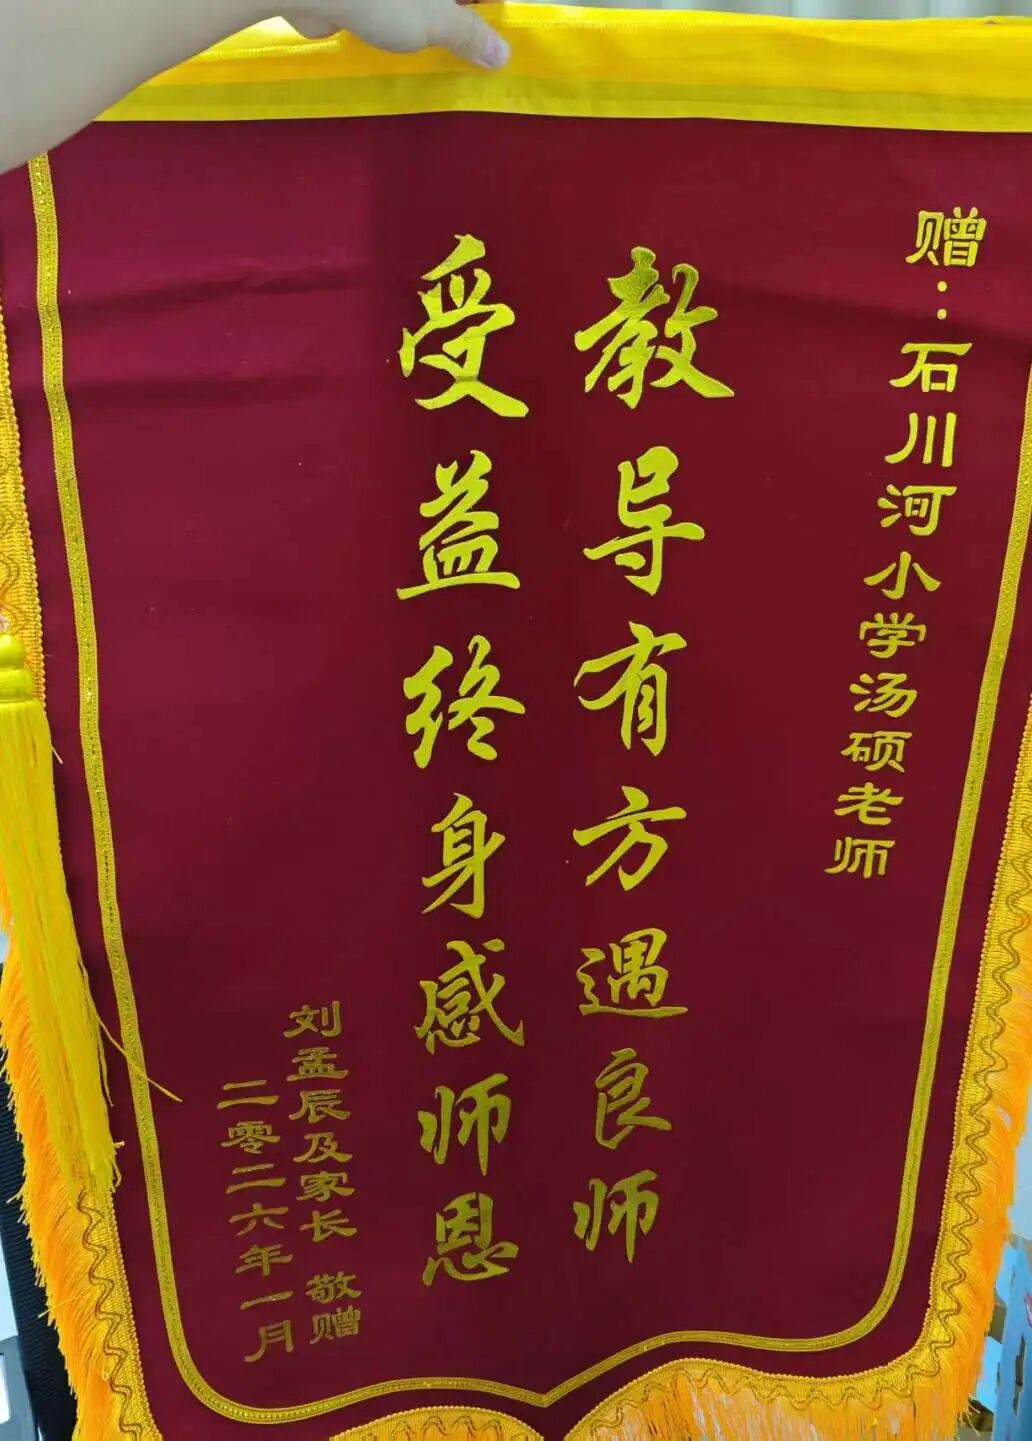 赠：石川河小学汤硕老师
教导有方遇良师
受益终身感师恩
刘孟辰及家长 敬赠
二零二六年一月